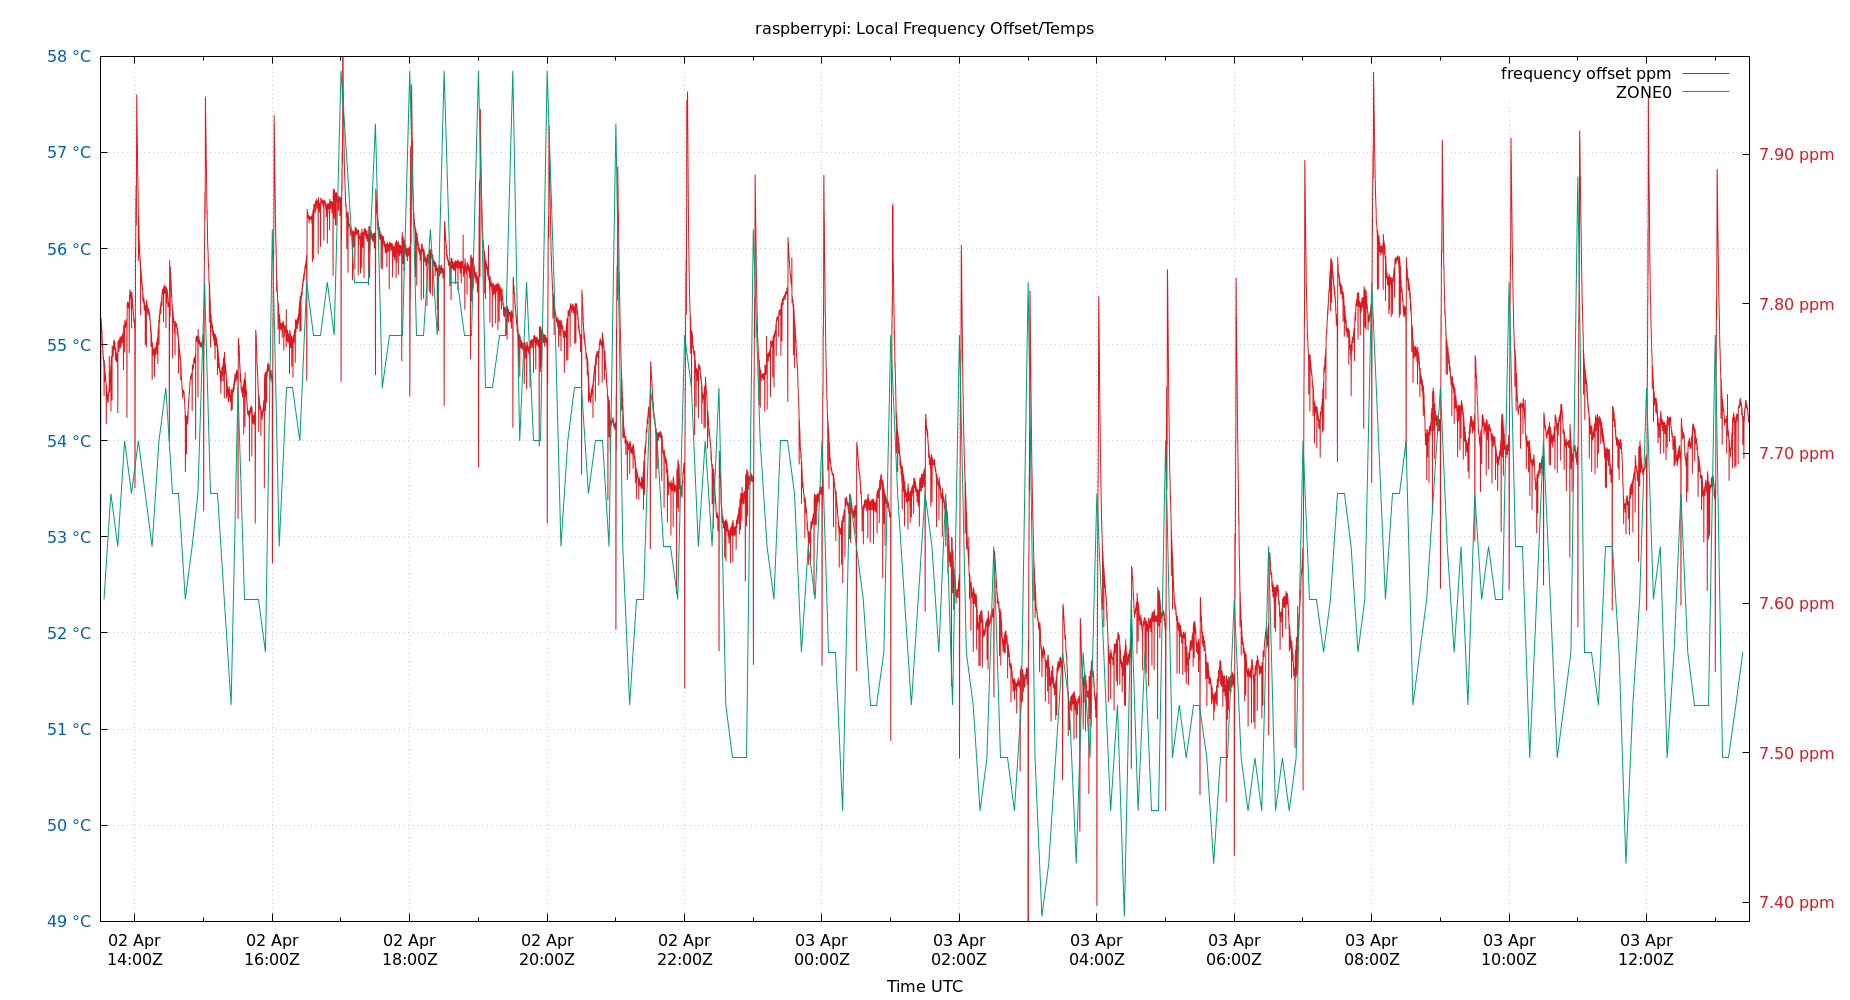 raspberrypi: Local Frequency Offset/Temps
58 °C
57 °C
56 °C
55 °C
54 °C
53 °C
52 °C
51 °C
50 °C
49 °C
frequency offset ppm
ZONE0
7.90 ppm
7.80 ppm
7.70 ppm
7.60 ppm
7.50 ppm
7.40 ppm
02 Apr 02 Apr 02 Apr 02 Apr 02 Apr 03 Apr 03 Apr 03 Apr 03 Apr 03 Apr 03 Apr 03 Apr
14:00Z 16:00Z 18:00Z 20:00Z 22:00Z 00:00Z 02:00Z 04:00Z 06:00Z 08:00Z 10:00Z 12:00Z
Time UTC